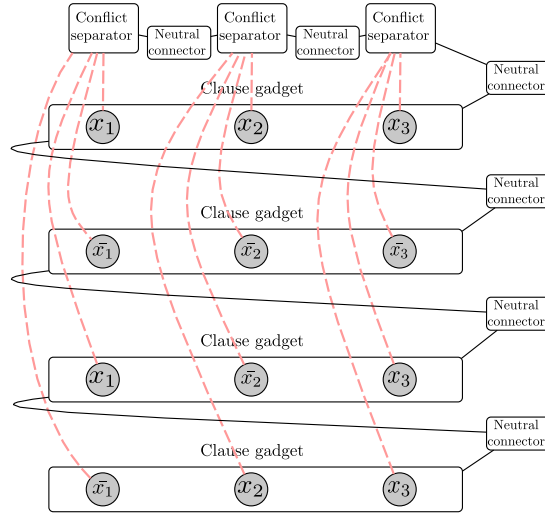 Conflict
separator
Neutral
connector
Conflict
separator
Neutral
connector
Conflict
separator
Neutral
connector
Clause gadget
x₁ x₂ x₃
Neutral
connector
Clause gadget
x̄₁ x̄₂ x̄₃
Neutral
connector
Clause gadget
x₁ x̄₂ x₃
Neutral
connector
Clause gadget
x̄₁ x₂ x₃